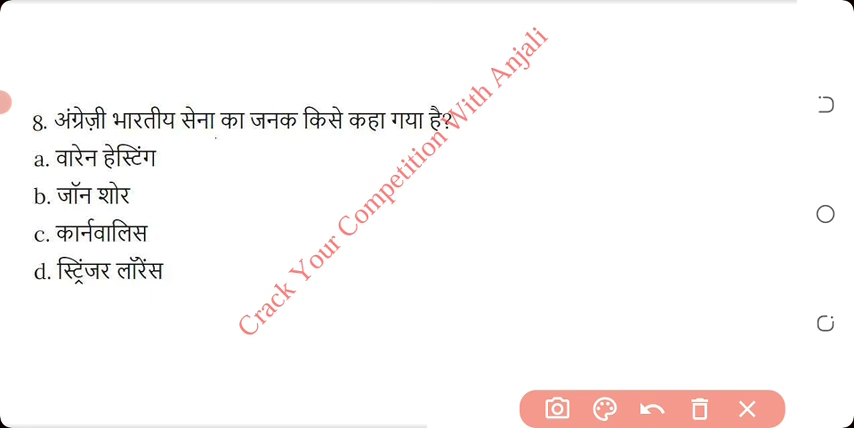 8. अंग्रेज़ी भारतीय सेना का जनक किसे कहा गया है?
a. वारेन हेस्टिंग
b. जॉन शोर
c. कार्नवालिस
d. स्ट्रिंजर लॉरेंस
Crack Your Competition With Anjali